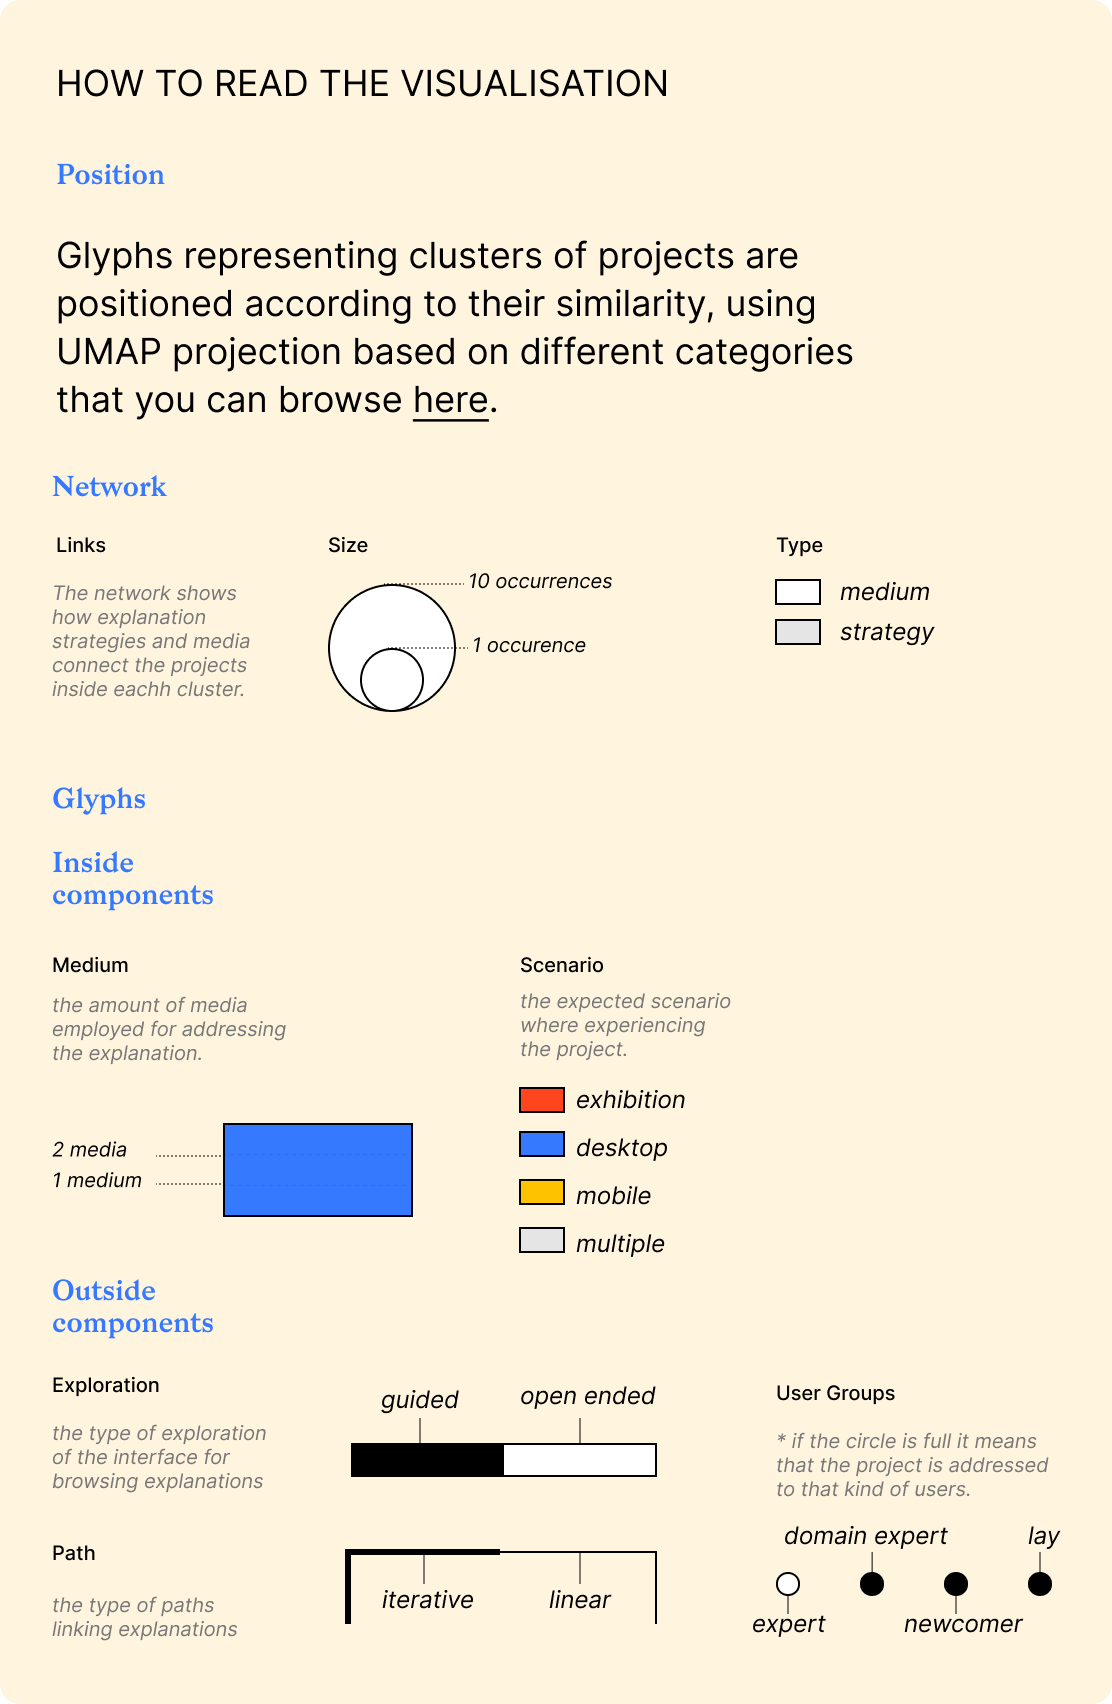 HOW TO READ THE VISUALISATION
Position
Glyphs representing clusters of projects are
positioned according to their similarity, using
UMAP projection based on different categories
that you can browse here.
Network
Links
The network shows
how explanation
strategies and media
connect the projects
inside eachh cluster.
Size
10 occurrences
1 occurence
Type
medium
strategy
Glyphs
Inside
components
Medium
the amount of media
employed for addressing
the explanation.
2 media
1 medium
Scenario
the expected scenario
where experiencing
the project.
exhibition
desktop
mobile
multiple
Outside
components
Exploration
the type of exploration
of the interface for
browsing explanations
guided
open ended
Path
the type of paths
linking explanations
iterative
linear
User Groups
* if the circle is full it means
that the project is addressed
to that kind of users.
domain expert
lay
expert
newcomer